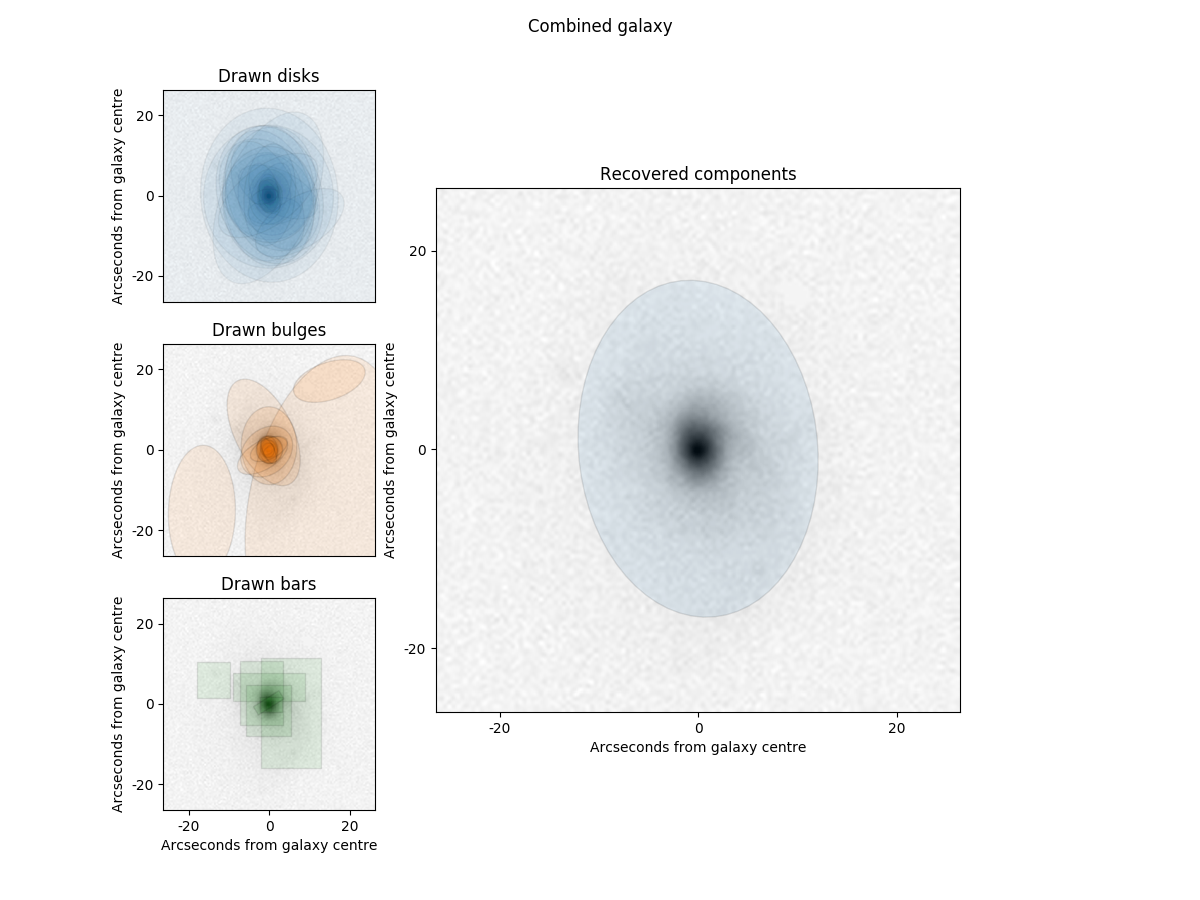 Combined galaxy
Drawn disks
Arcseconds from galaxy centre
20
0
-20
Drawn bulges
Arcseconds from galaxy centre
20
0
-20
Drawn bars
Arcseconds from galaxy centre
20
0
-20
-20 0 20
Arcseconds from galaxy centre
Recovered components
Arcseconds from galaxy centre
20
0
-20
-20 0 20
Arcseconds from galaxy centre